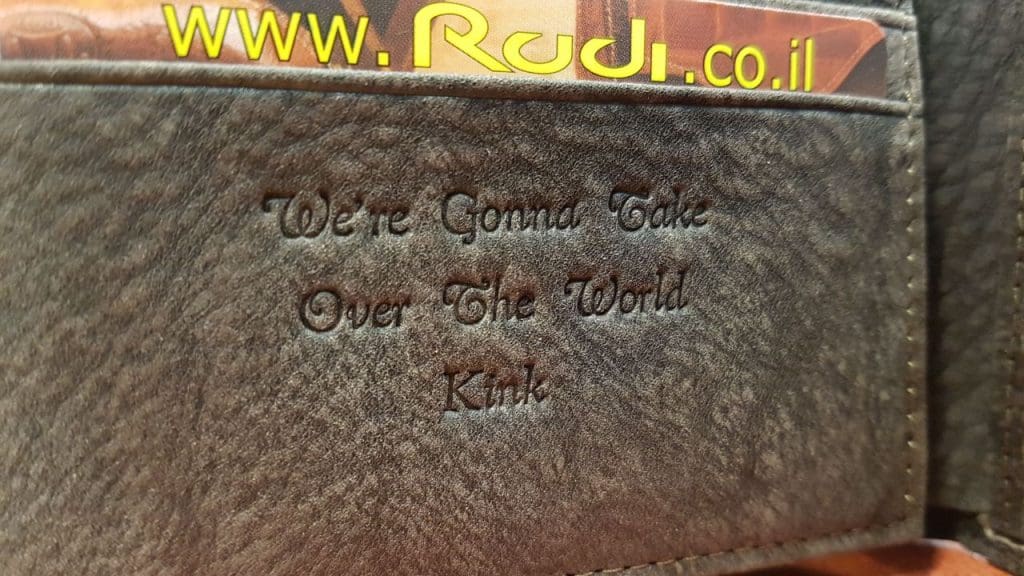 www.Rudi.co.il
We're Gonna Take
Over The World
Kink